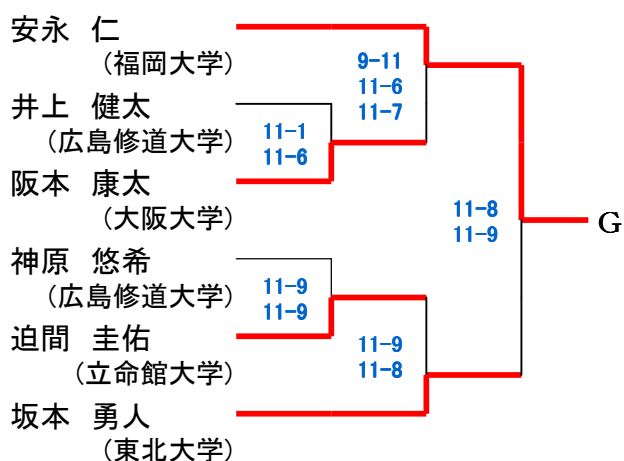 安永 仁
(福岡大学)
9-11
11-6
11-7
井上 健太
(広島修道大学)
11-1
11-6
阪本 康太
(大阪大学)
11-8
11-9
G
神原 悠希
(広島修道大学)
11-9
11-9
迫間 圭佑
(立命館大学)
11-9
11-8
坂本 勇人
(東北大学)